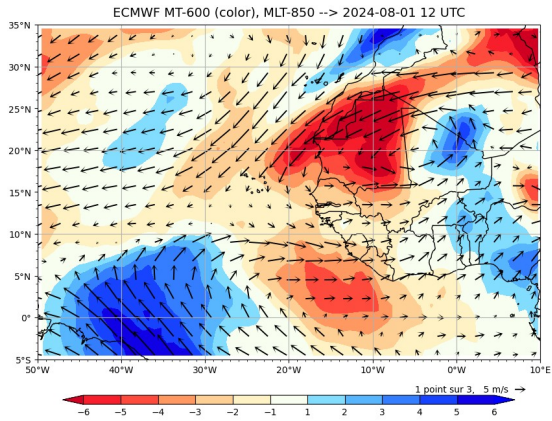 ECMWF MT-600 (color), MLT-850 --> 2024-08-01 12 UTC
35°N
30°N
25°N
20°N
15°N
10°N
5°N
0°
5°S
50°W 40°W 30°W 20°W 10°W 0°W 10°E
1 point sur 3, 5 m/s
−6 −5 −4 −3 −2 −1 1 2 3 4 5 6